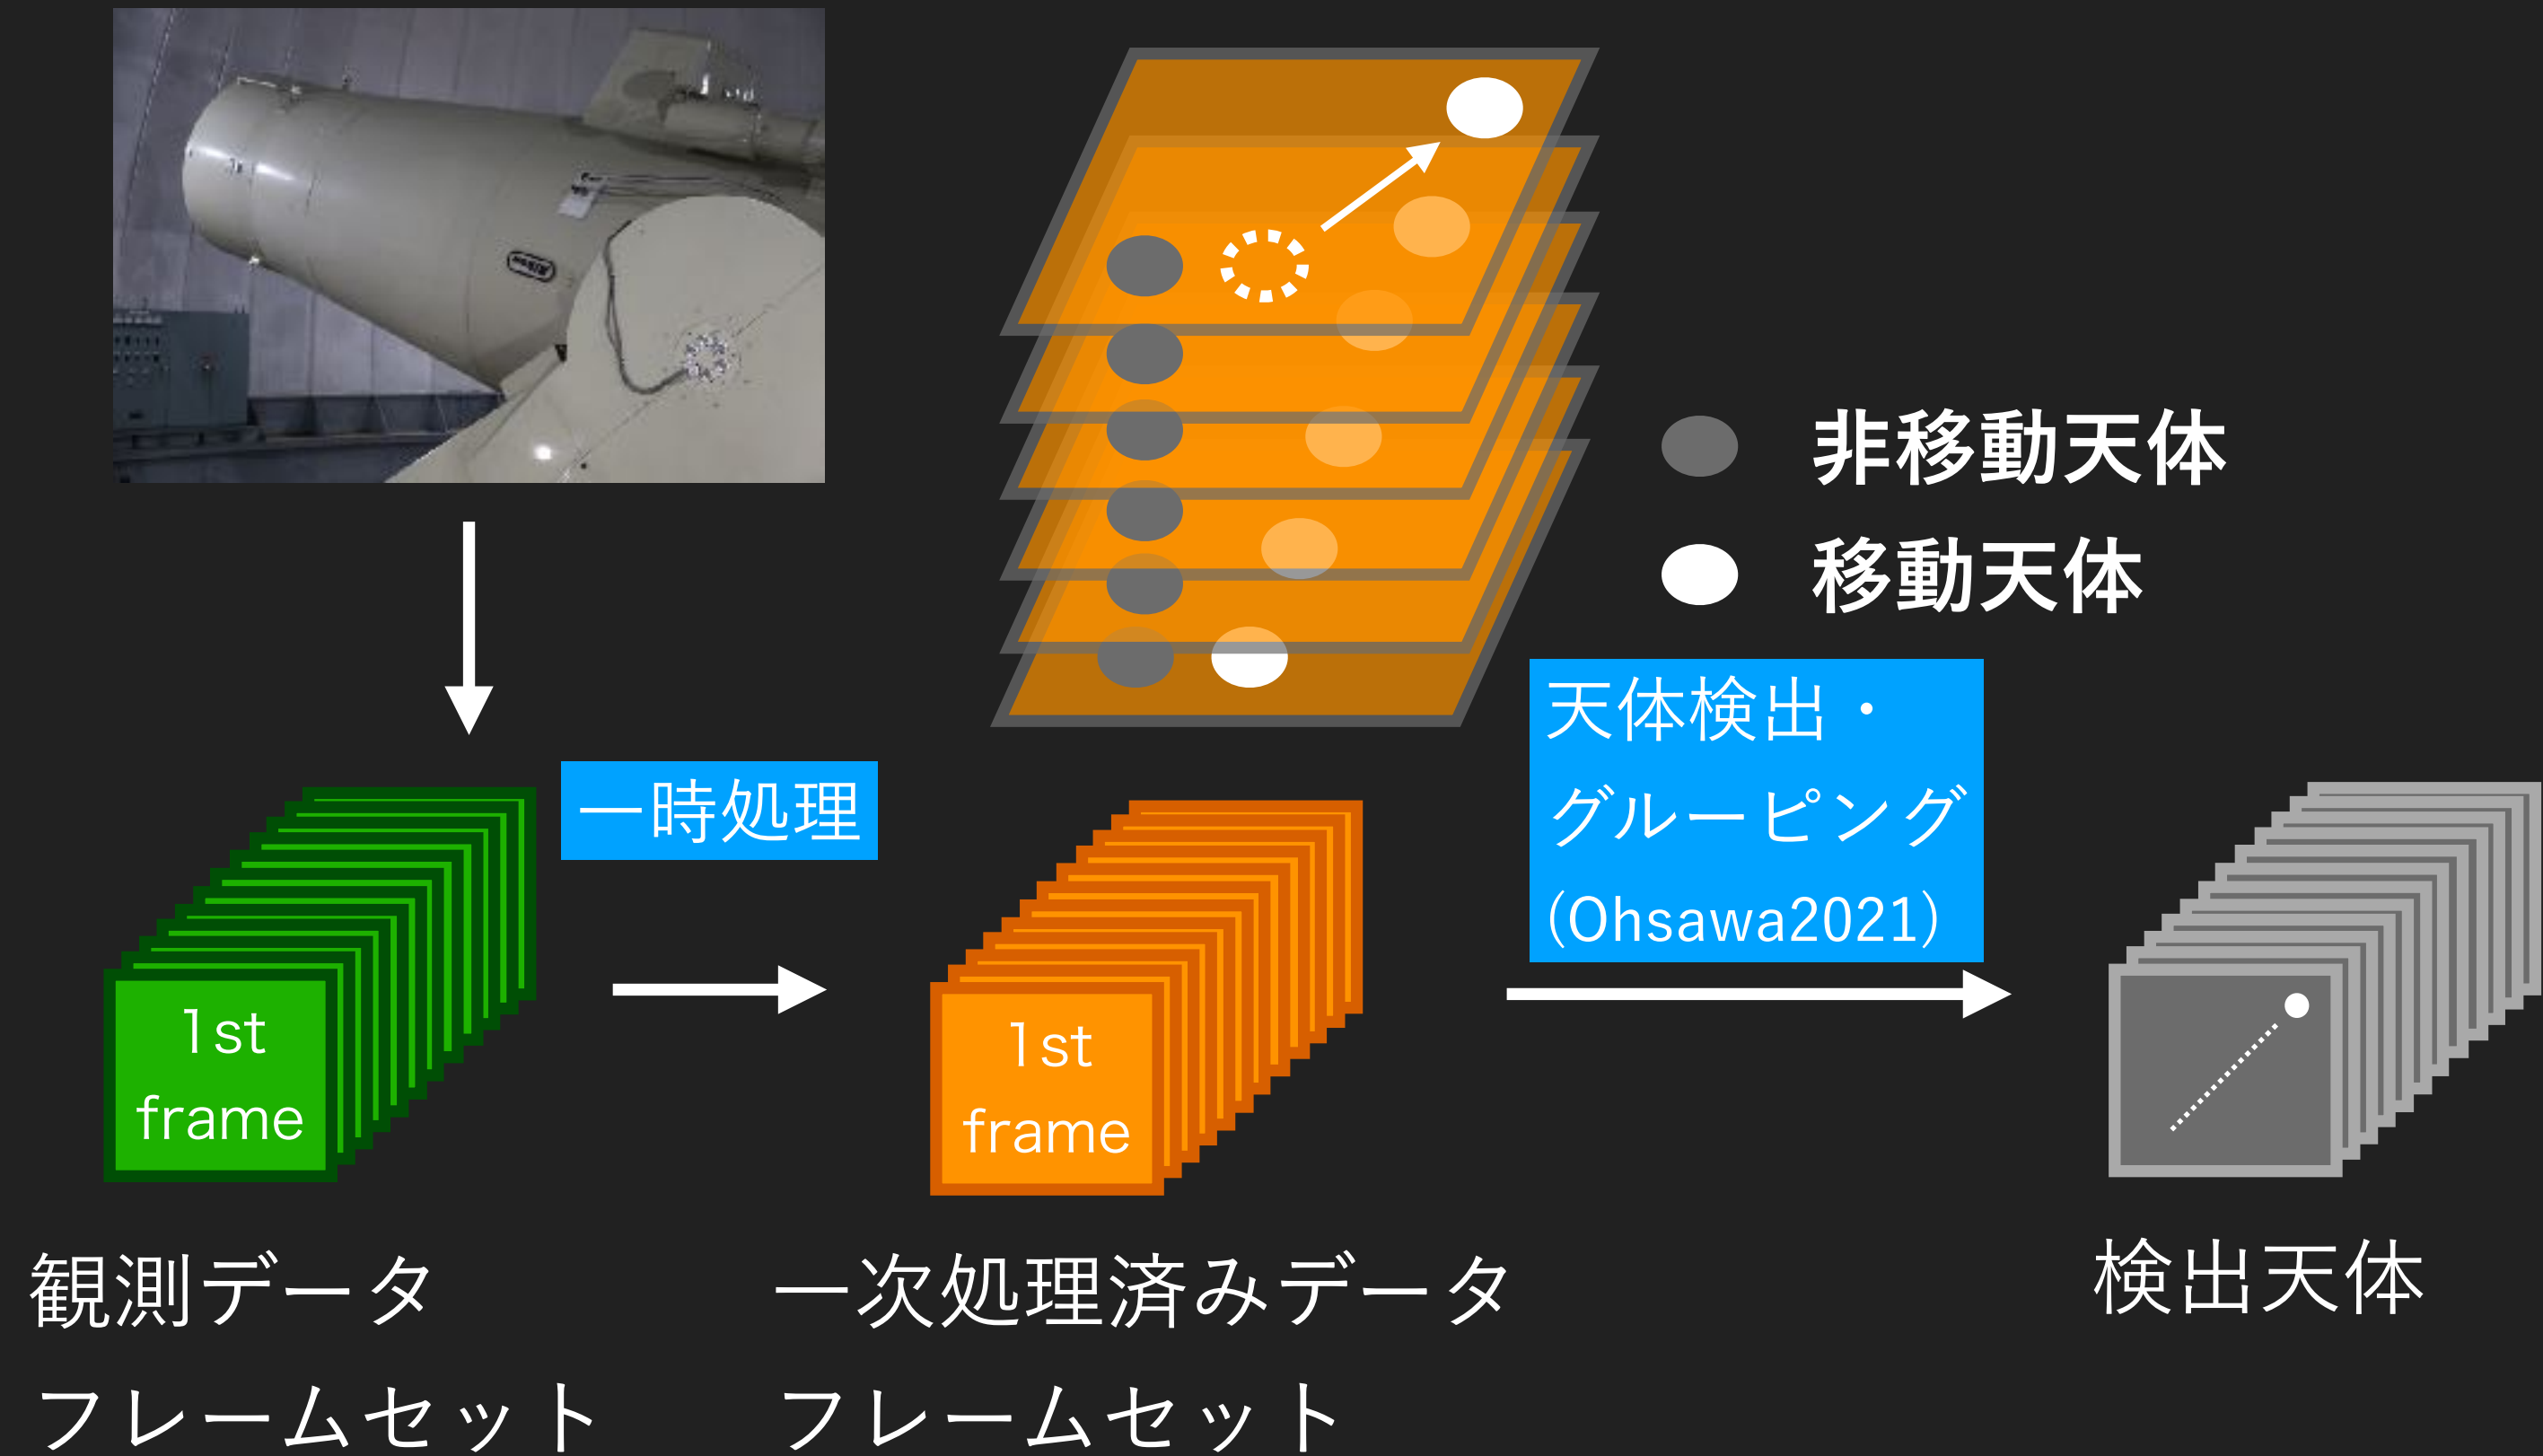 非移動天体
移動天体
天体検出・
グルーピング
(Ohsawa2021)
一時処理
1st
frame
1st
frame
観測データ
フレームセット
一次処理済みデータ
フレームセット
検出天体